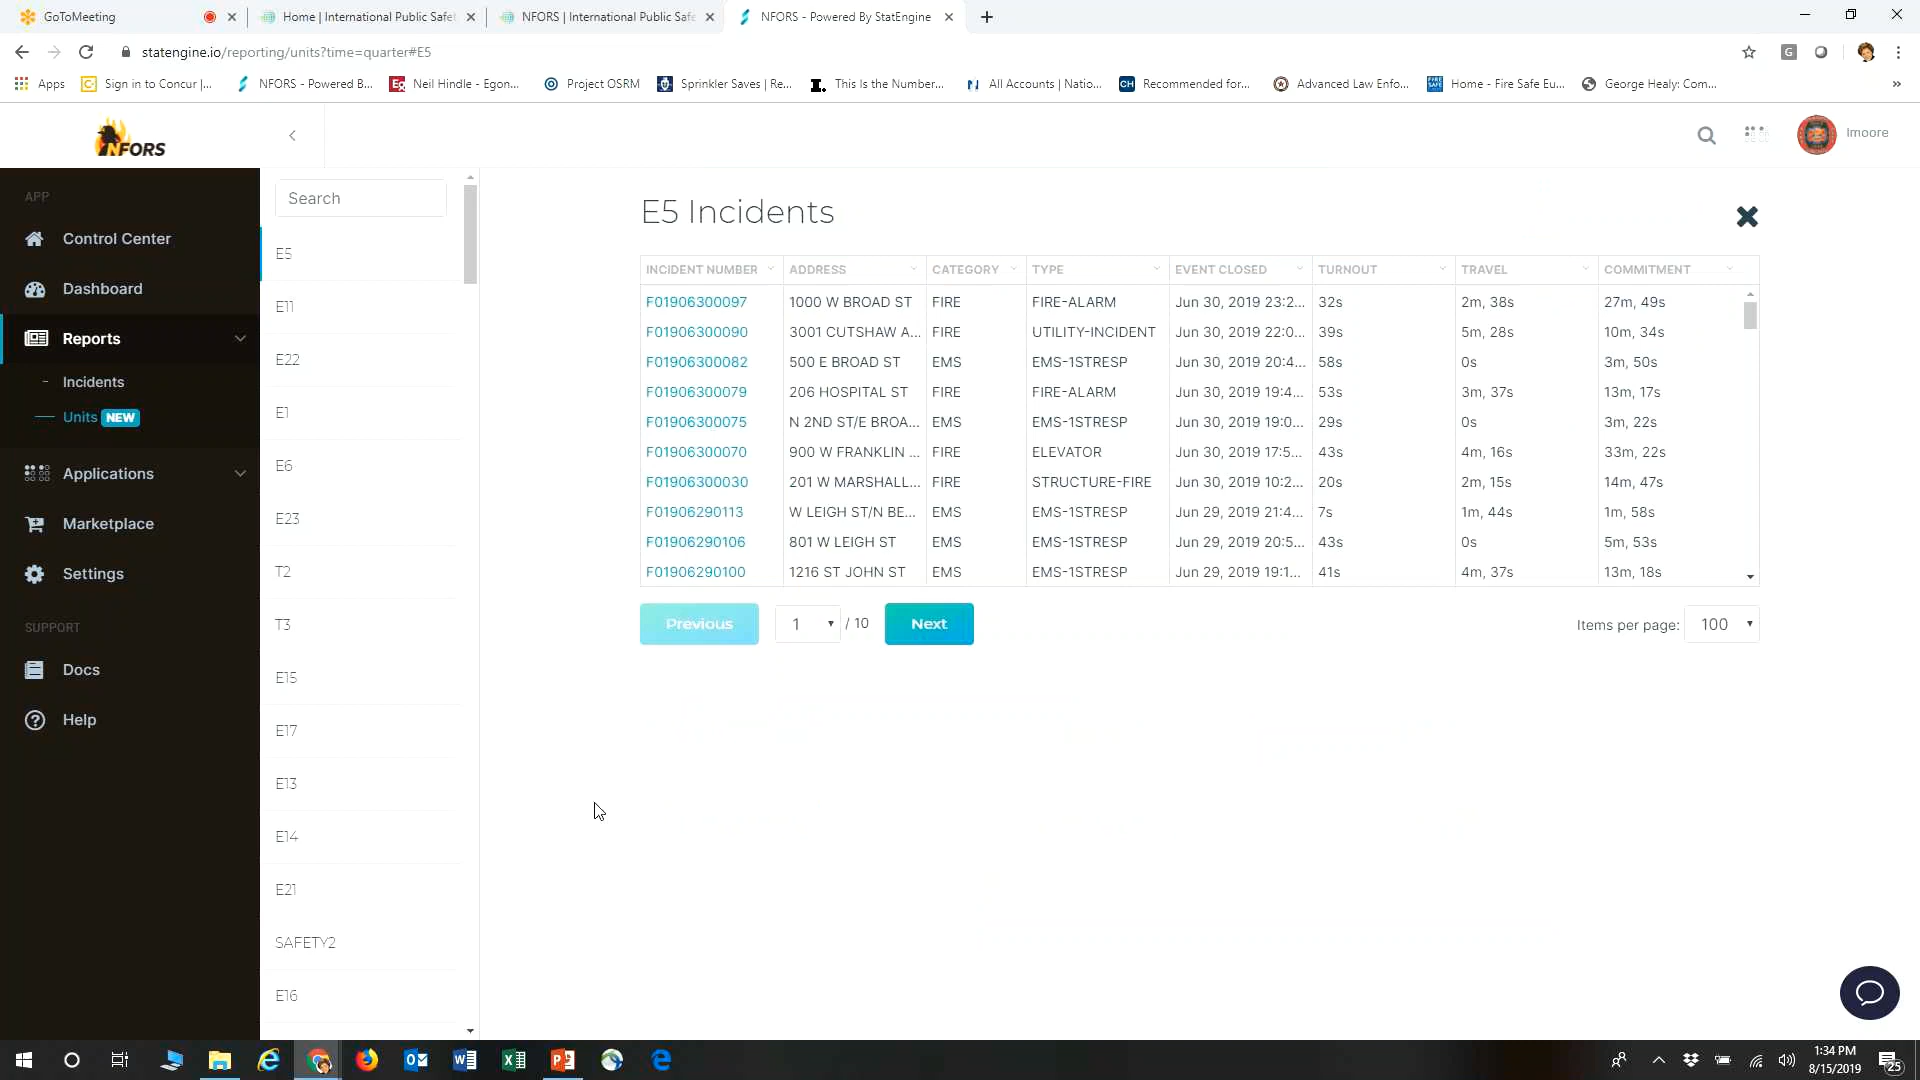 GoToMeeting
Home | International Public Safet
NFORS | International Public Safe
NFORS - Powered By StatEngine
statengine.io/reporting/units?time=quarter#E5
Apps
Sign in to Concur |...
NFORS - Powered B...
Neil Hindle - Egon...
Project OSRM
Sprinkler Saves | Re...
This Is the Number...
All Accounts | Natio...
Recommended for...
Advanced Law Enfo...
Home - Fire Safe Eu...
George Healy: Com...
NFORS
lmoore
APP
Control Center
Dashboard
Reports
Incidents
Units NEW
Applications
Marketplace
Settings
SUPPORT
Docs
Help
Search
E5
E11
E22
E1
E6
E23
T2
T3
E15
E17
E13
E14
E21
SAFETY2
E16
E5 Incidents
INCIDENT NUMBER ADDRESS CATEGORY TYPE EVENT CLOSED TURNOUT TRAVEL COMMITMENT
F01906300097 1000 W BROAD ST FIRE FIRE-ALARM Jun 30, 2019 23:2... 32s 2m, 38s 27m, 49s
F01906300090 3001 CUTSHAW A... FIRE UTILITY-INCIDENT Jun 30, 2019 22:0... 39s 5m, 28s 10m, 34s
F01906300082 500 E BROAD ST EMS EMS-1STRESP Jun 30, 2019 20:4... 58s 0s 3m, 50s
F01906300079 206 HOSPITAL ST FIRE FIRE-ALARM Jun 30, 2019 19:4... 53s 3m, 37s 13m, 17s
F01906300075 N 2ND ST/E BROA... EMS EMS-1STRESP Jun 30, 2019 19:0... 29s 0s 3m, 22s
F01906300070 900 W FRANKLIN ... FIRE ELEVATOR Jun 30, 2019 17:5... 43s 4m, 16s 33m, 22s
F01906300030 201 W MARSHALL... FIRE STRUCTURE-FIRE Jun 30, 2019 10:2... 20s 2m, 15s 14m, 47s
F01906290113 W LEIGH ST/N BE... EMS EMS-1STRESP Jun 29, 2019 21:4... 7s 1m, 44s 1m, 58s
F01906290106 801 W LEIGH ST EMS EMS-1STRESP Jun 29, 2019 20:5... 43s 0s 5m, 53s
F01906290100 1216 ST JOHN ST EMS EMS-1STRESP Jun 29, 2019 19:1... 41s 4m, 37s 13m, 18s
Previous 1 / 10 Next Items per page: 100
1:34 PM
8/15/2019
25